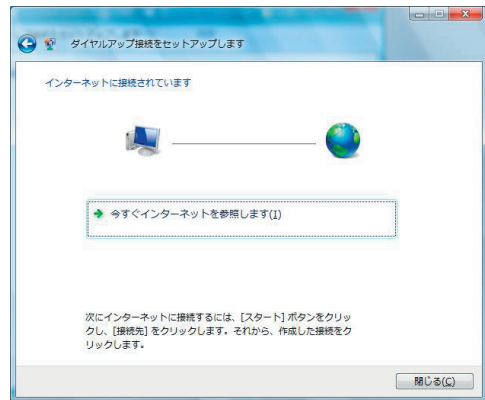 ダイヤルアップ接続をセットアップします
インターネットに接続されています
今すぐインターネットを参照します(I)
次にインターネットに接続するには、[スタート] ボタンをクリッ
クし、[接続先] をクリックします。それから、作成した接続をク
リックします。
閉じる(C)